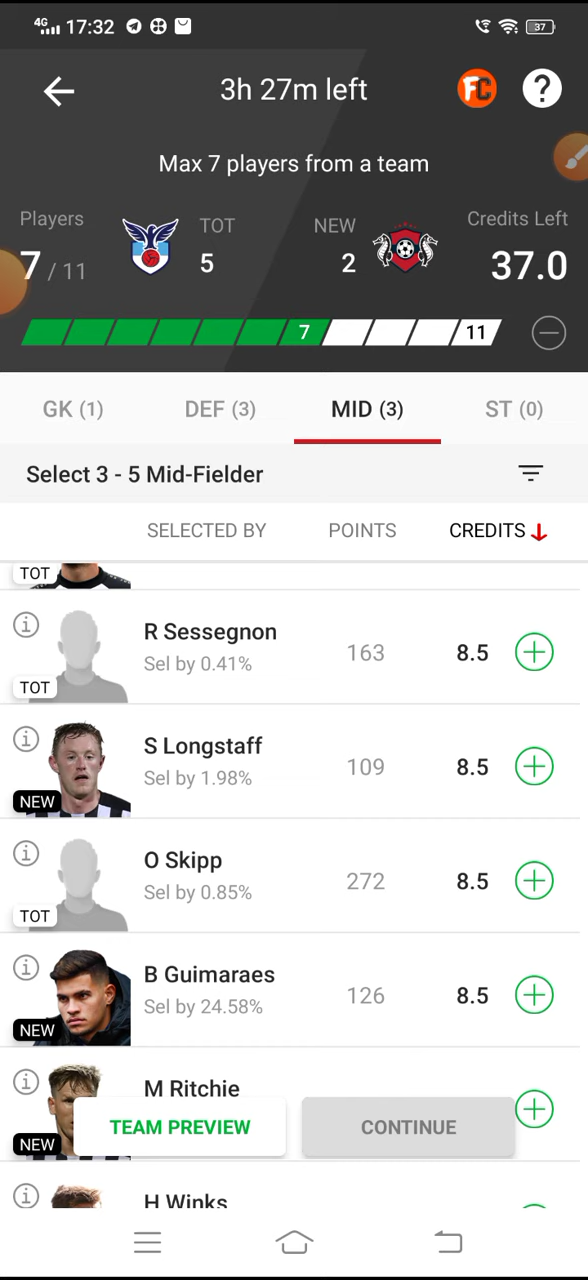 4G 17:32 37
3h 27m left FC ?
Max 7 players from a team
Players TOT NEW Credits Left
7 / 11 5 2 37.0
7 11
GK (1) DEF (3) MID (3) ST (0)
Select 3 - 5 Mid-Fielder
SELECTED BY POINTS CREDITS
TOT
R Sessegnon
Sel by 0.41% 163 8.5
TOT
S Longstaff
Sel by 1.98% 109 8.5
NEW
O Skipp
Sel by 0.85% 272 8.5
TOT
B Guimaraes
Sel by 24.58% 126 8.5
NEW
M Ritchie
TEAM PREVIEW CONTINUE
NEW
H Winks